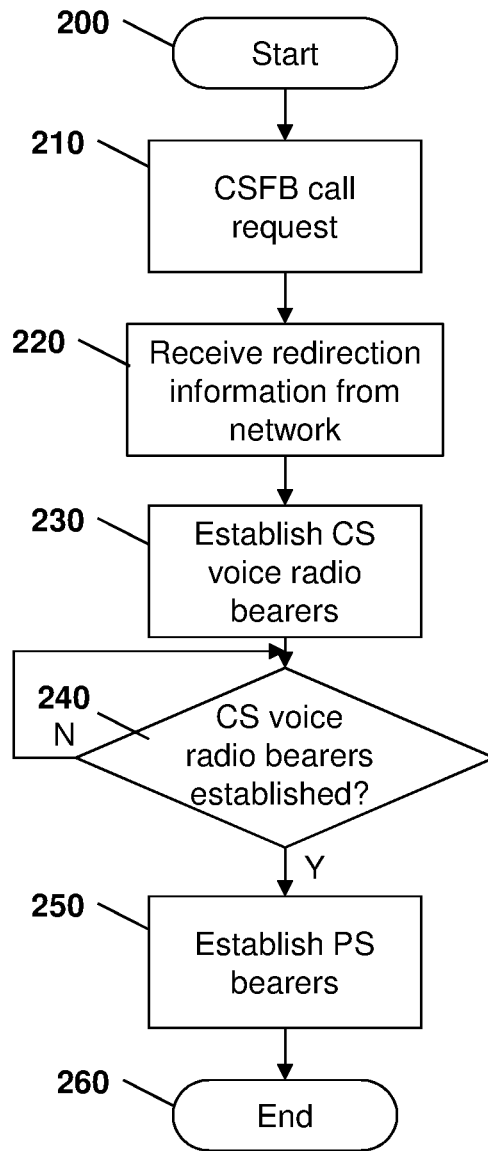 200
Start
210
CSFB call
request
220
Receive redirection
information from
network
230
Establish CS
voice radio
bearers
240
N
CS voice
radio bearers
established?
Y
250
Establish PS
bearers
260
End